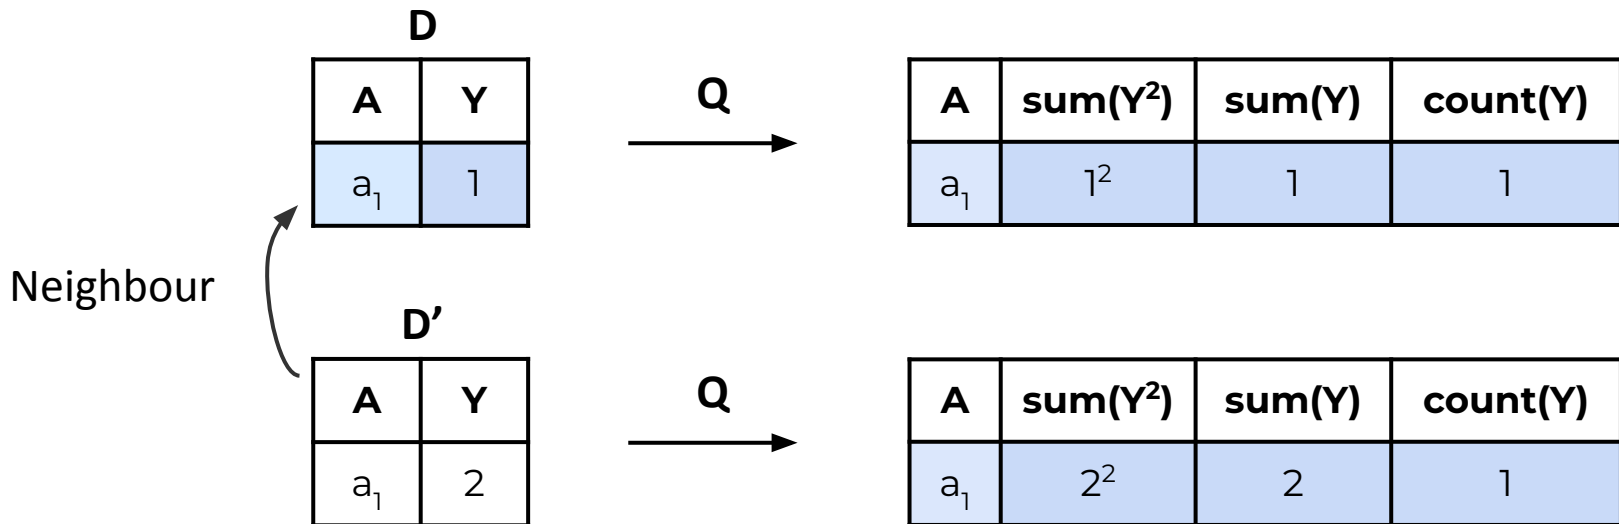 D
A Y
a₁ 1
Q
A sum(Y²) sum(Y) count(Y)
a₁ 1² 1 1
Neighbour
D’
A Y
a₁ 2
Q
A sum(Y²) sum(Y) count(Y)
a₁ 2² 2 1